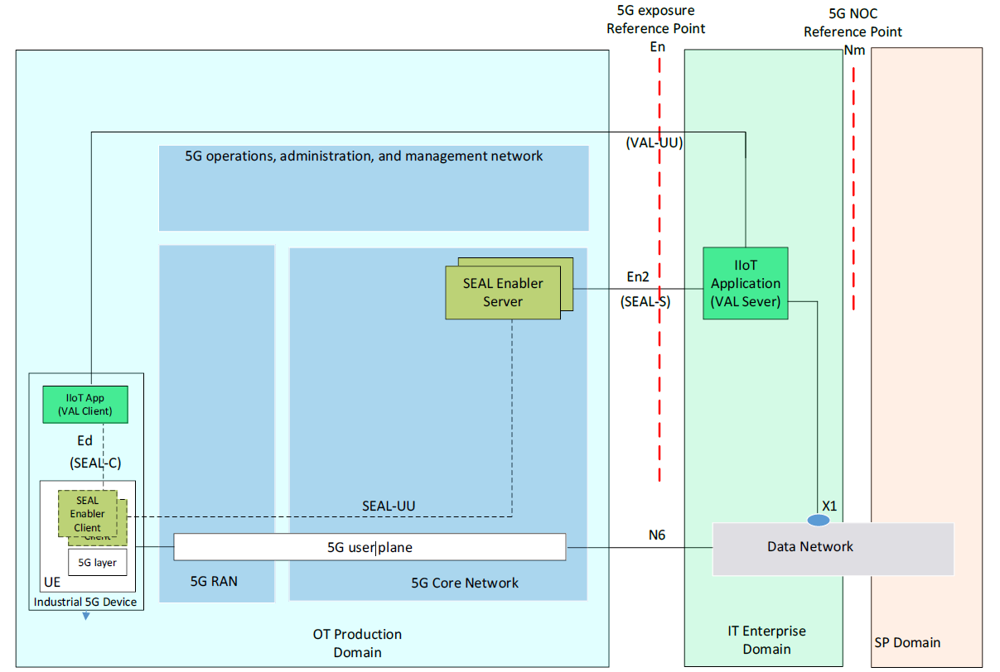 5G exposure
Reference Point
En
5G NOC
Reference Point
Nm
(VAL-UU)
5G operations, administration, and management network
SEAL Enabler
Server
En2
(SEAL-S)
IIoT
Application
(VAL Sever)
IIoT App
(VAL Client)
Ed
(SEAL-C)
SEAL
Enabler
Client
Client
SEAL-UU
X1
5G user plane
N6
Data Network
5G layer
UE
5G RAN
5G Core Network
Industrial 5G Device
OT Production
Domain
IT Enterprise
Domain
SP Domain